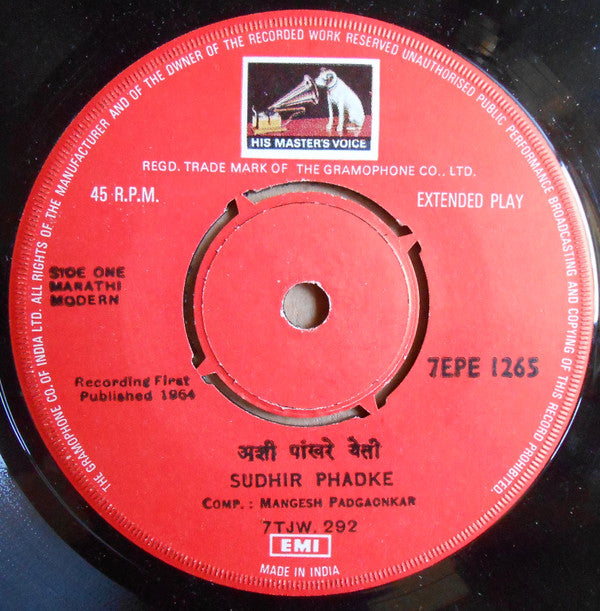 THE GRAMOPHONE CO. OF INDIA LTD. ALL RIGHTS OF THE MANUFACTURER AND OF THE OWNER OF THE RECORDED WORK RESERVED UNAUTHORISED PUBLIC PERFORMANCE BROADCASTING AND COPYING OF THIS RECORD PROHIBITED.
HIS MASTER'S VOICE
REGD. TRADE MARK OF THE GRAMOPHONE CO., LTD.
45 R.P.M.
EXTENDED PLAY
SIDE ONE
MARATHI
MODERN
7EPE 1265
Recording First
Published 1964
अशी पांखरे येती
SUDHIR PHADKE
COMP. : MANGESH PADGAONKAR
7TJW. 292
EMI
MADE IN INDIA